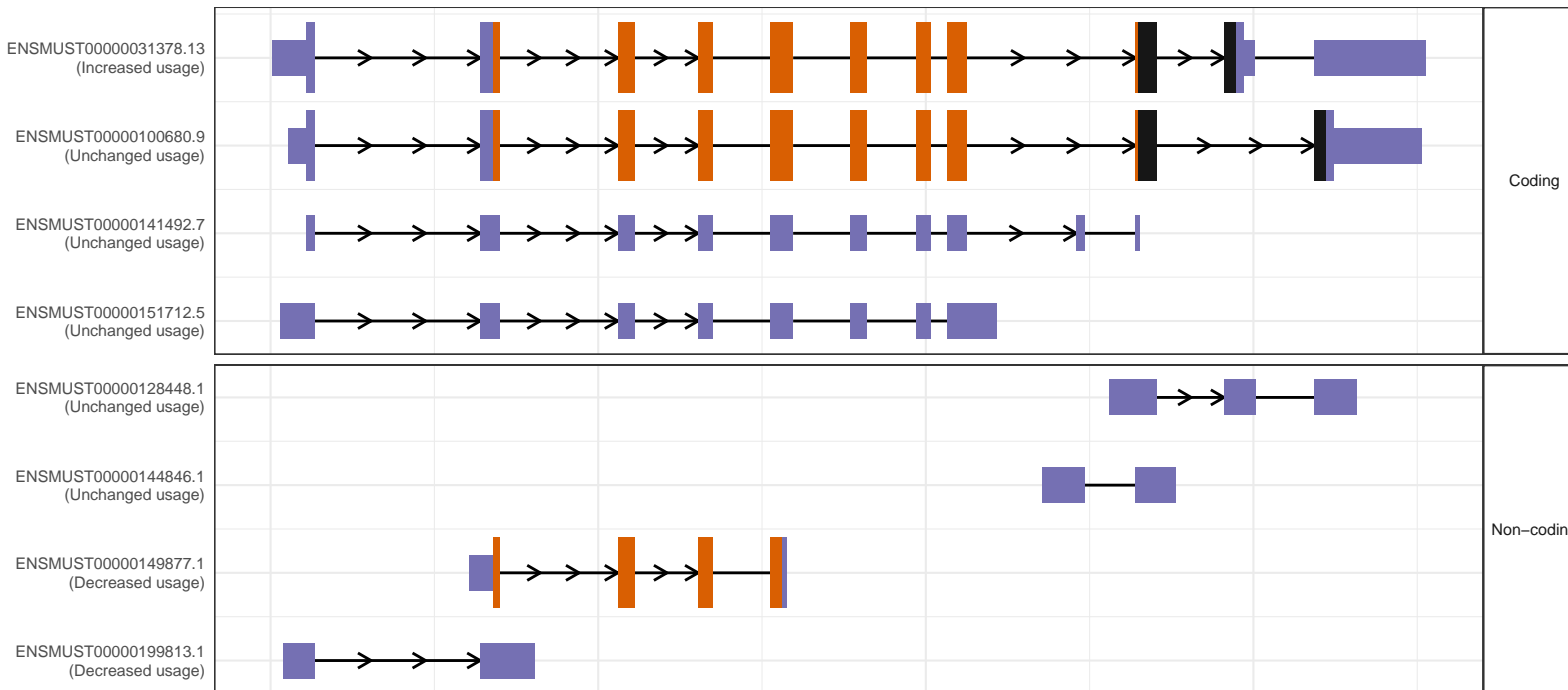 ENSMUST00000031378.13
(Increased usage)
ENSMUST00000100680.9
(Unchanged usage)
ENSMUST00000141492.7
(Unchanged usage)
ENSMUST00000151712.5
(Unchanged usage)
Coding
ENSMUST00000128448.1
(Unchanged usage)
ENSMUST00000144846.1
(Unchanged usage)
ENSMUST00000149877.1
(Decreased usage)
ENSMUST00000199813.1
(Decreased usage)
Non−codin